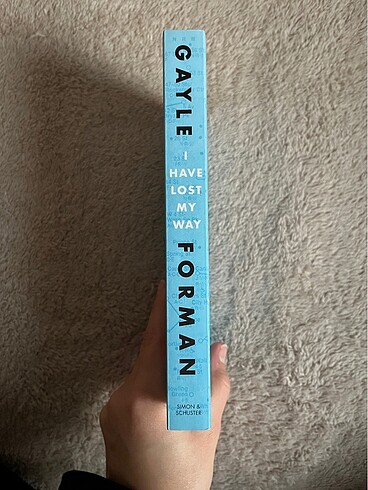 GAYLE
I
HAVE
LOST
MY
WAY
FORMAN
SIMON &
SCHUSTER